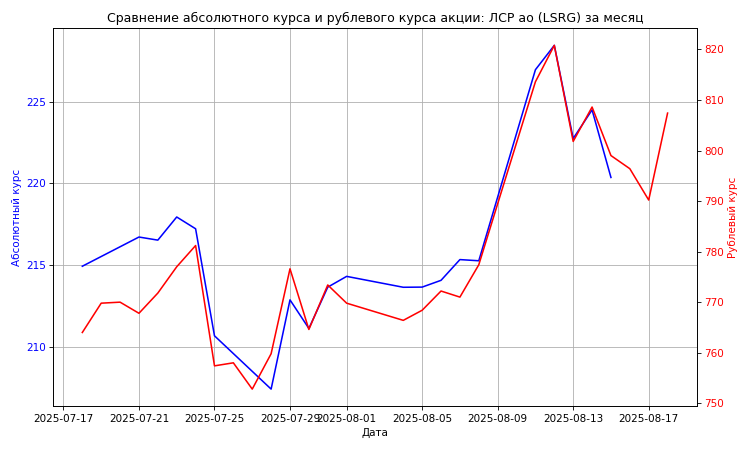 Сравнение абсолютного курса и рублевого курса акции: ЛСР ао (LSRG) за месяц
Абсолютный курс
225
220
215
210
820
810
800
790
780
770
760
750
Рублевый курс
2025-07-17 2025-07-21 2025-07-25 2025-07-29 2025-08-01 2025-08-05 2025-08-09 2025-08-13 2025-08-17
Дата